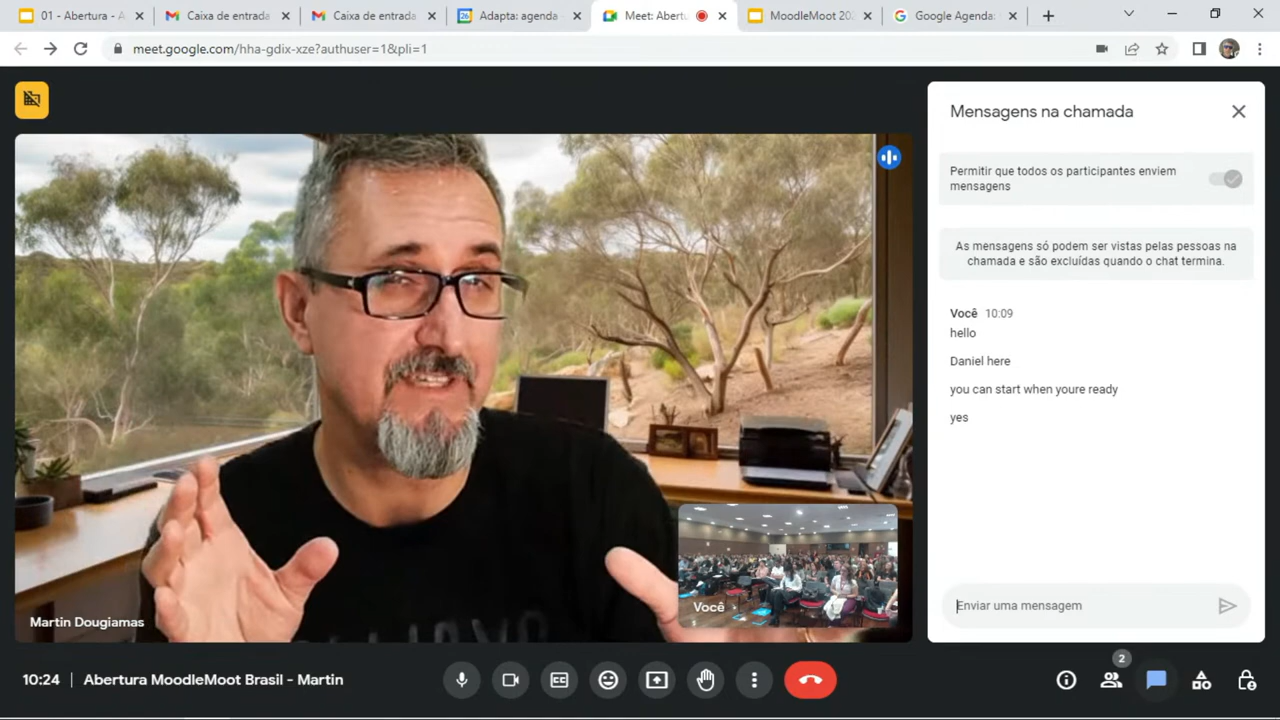 01 - Abertura - A
Caixa de entrada
Caixa de entrada
26
Adapta: agenda -
Meet: Abertu
MoodleMoot 202
Google Agenda:
meet.google.com/hha-gdix-xze?authuser=1&pli=1
Mensagens na chamada
Permitir que todos os participantes enviem
mensagens
As mensagens só podem ser vistas pelas pessoas na
chamada e são excluídas quando o chat termina.
Você 10:09
hello
Daniel here
you can start when youre ready
yes
Enviar uma mensagem
Você
Martin Dougiamas
10:24 | Abertura MoodleMoot Brasil - Martin
CC
2